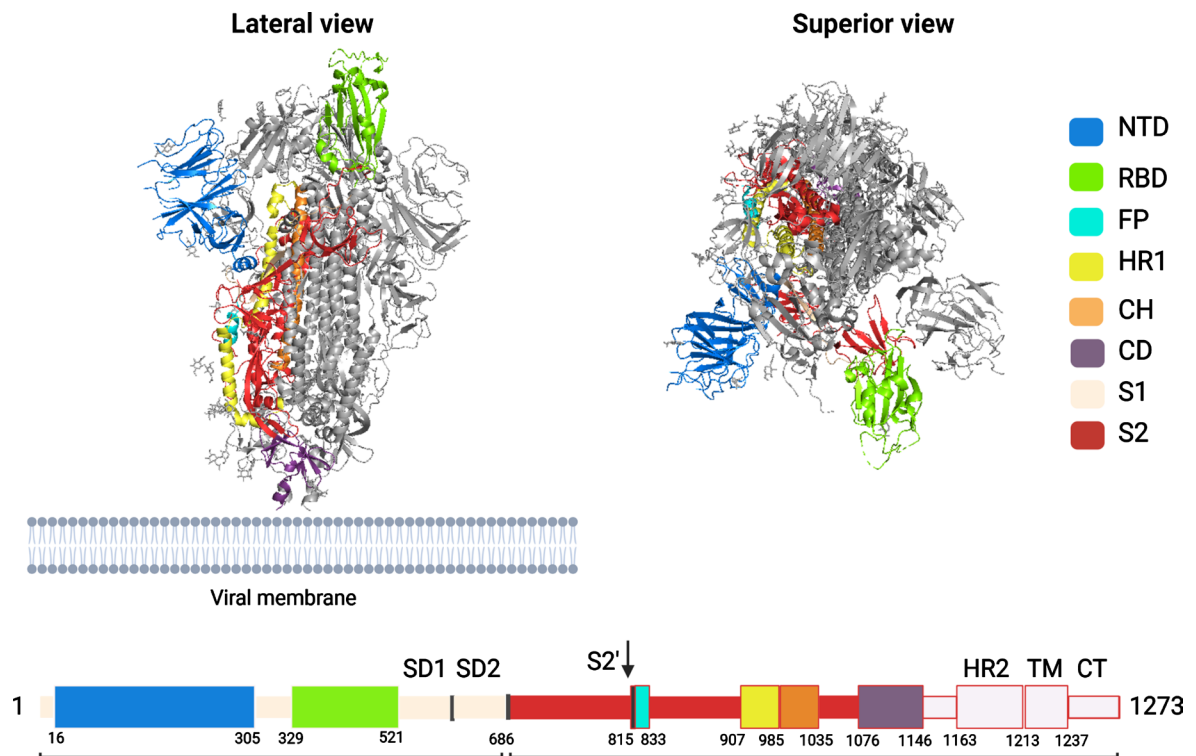 Lateral view
Superior view
NTD
RBD
FP
HR1
CH
CD
S1
S2
Viral membrane
SD1 SD2 S2' HR2 TM CT
1 1273
16 305 329 521 686 815 833 907 985 1035 1076 1146 1163 1213 1237